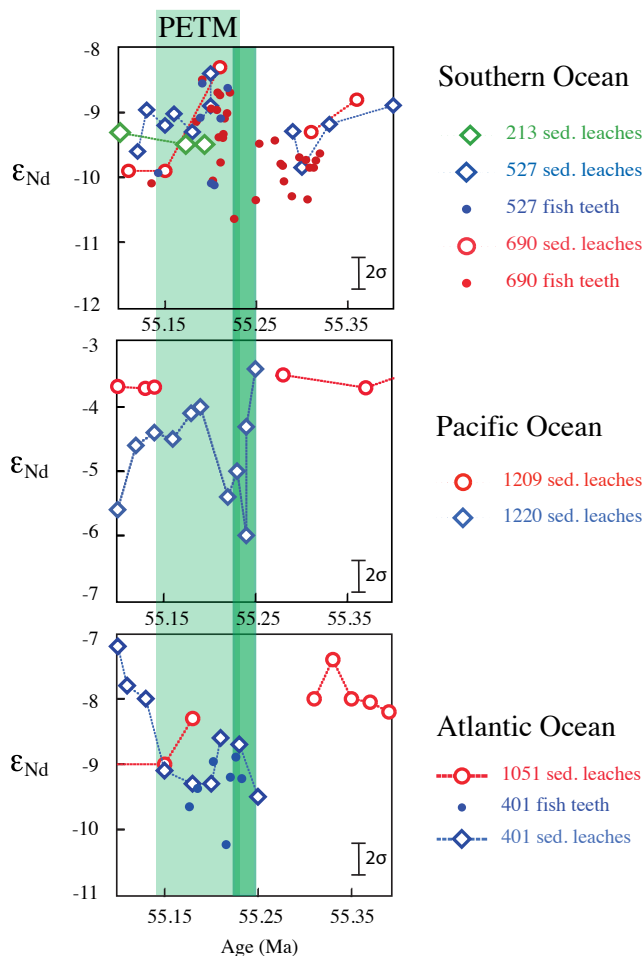 PETM
-8
-9
-10
-11
-12
εNd
2σ
55.15
55.25
55.35
Southern Ocean
213 sed. leaches
527 sed. leaches
527 fish teeth
690 sed. leaches
690 fish teeth
-3
-4
-5
-6
-7
εNd
2σ
55.15
55.25
55.35
Pacific Ocean
1209 sed. leaches
1220 sed. leaches
-7
-8
-9
-10
-11
εNd
2σ
55.15
55.25
55.35
Age (Ma)
Atlantic Ocean
1051 sed. leaches
401 fish teeth
401 sed. leaches